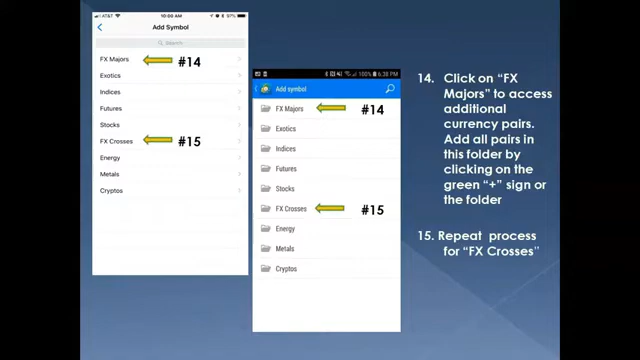 AT&T 10:00 AM 97%
Add Symbol
Search
FX Majors
#14
Exotics
Indices
Futures
Stocks
FX Crosses
#15
Energy
Metals
Cryptos
100% 6:38 PM
Add symbol
FX Majors
#14
Exotics
Indices
Futures
Stocks
FX Crosses
#15
Energy
Metals
Cryptos
14. Click on “FX
Majors” to access
additional
currency pairs.
Add all pairs in
this folder by
clicking on the
green “+” sign or
the folder
15. Repeat process
for “FX Crosses”